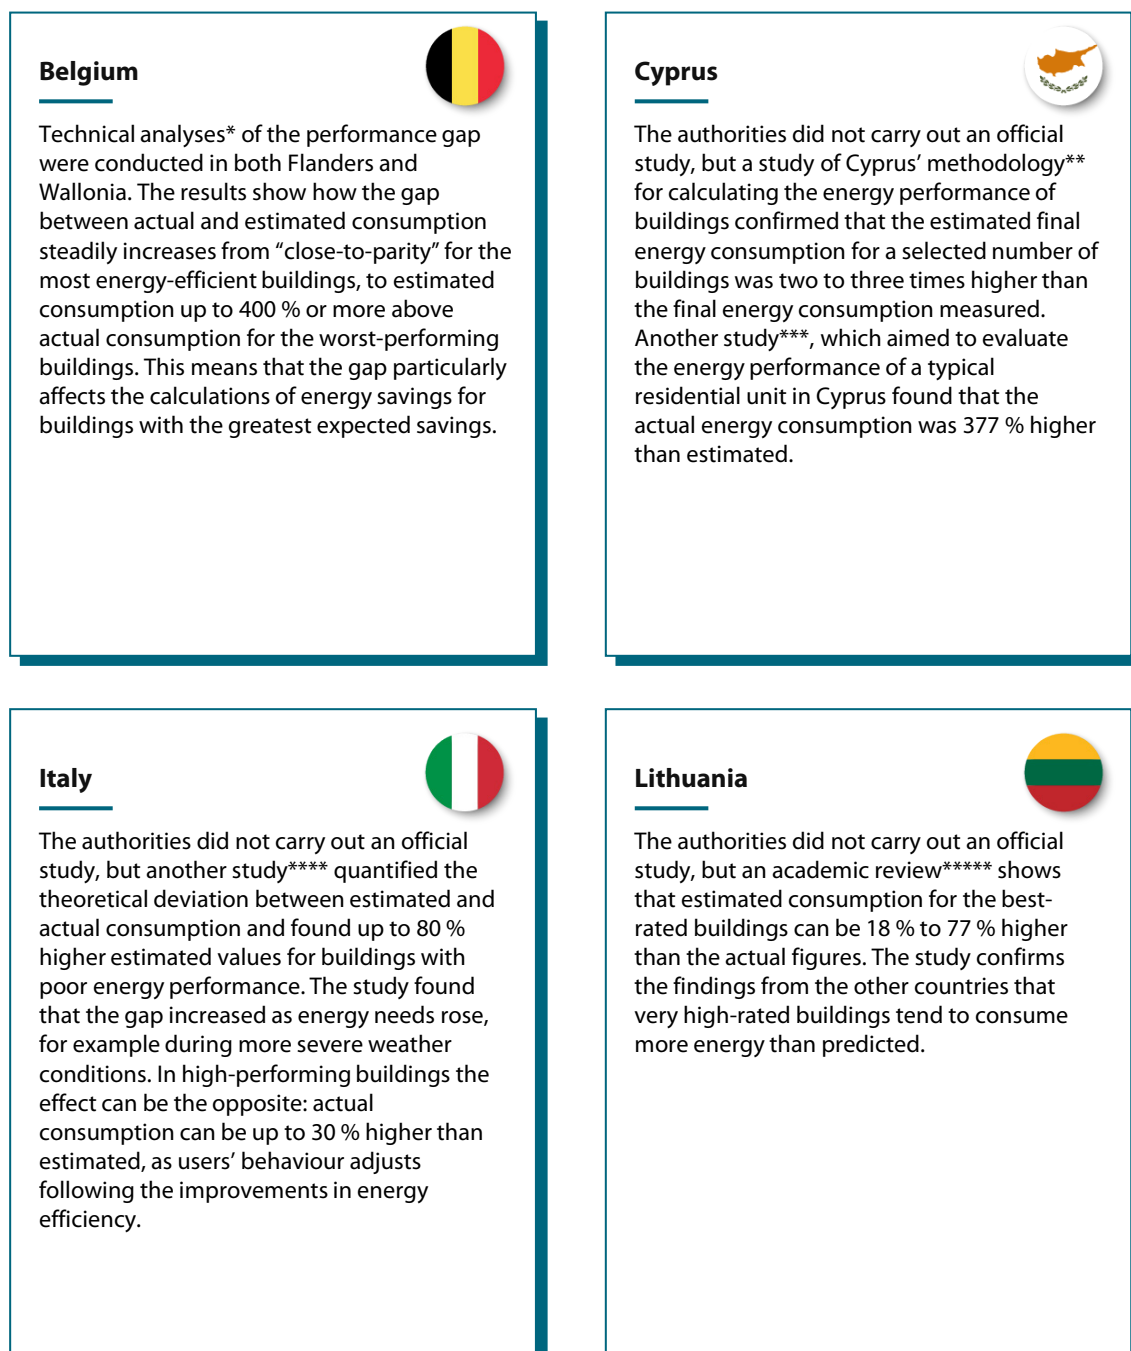 Belgium
Technical analyses* of the performance gap
were conducted in both Flanders and
Wallonia. The results show how the gap
between actual and estimated consumption
steadily increases from “close-to-parity” for the
most energy-efficient buildings, to estimated
consumption up to 400 % or more above
actual consumption for the worst-performing
buildings. This means that the gap particularly
affects the calculations of energy savings for
buildings with the greatest expected savings.
Cyprus
The authorities did not carry out an official
study, but a study of Cyprus’ methodology**
for calculating the energy performance of
buildings confirmed that the estimated final
energy consumption for a selected number of
buildings was two to three times higher than
the final energy consumption measured.
Another study***, which aimed to evaluate
the energy performance of a typical
residential unit in Cyprus found that the
actual energy consumption was 377 % higher
than estimated.
Italy
The authorities did not carry out an official
study, but another study**** quantified the
theoretical deviation between estimated and
actual consumption and found up to 80 %
higher estimated values for buildings with
poor energy performance. The study found
that the gap increased as energy needs rose,
for example during more severe weather
conditions. In high-performing buildings the
effect can be the opposite: actual
consumption can be up to 30 % higher than
estimated, as users’ behaviour adjusts
following the improvements in energy
efficiency.
Lithuania
The authorities did not carry out an official
study, but an academic review***** shows
that estimated consumption for the best-
rated buildings can be 18 % to 77 % higher
than the actual figures. The study confirms
the findings from the other countries that
very high-rated buildings tend to consume
more energy than predicted.